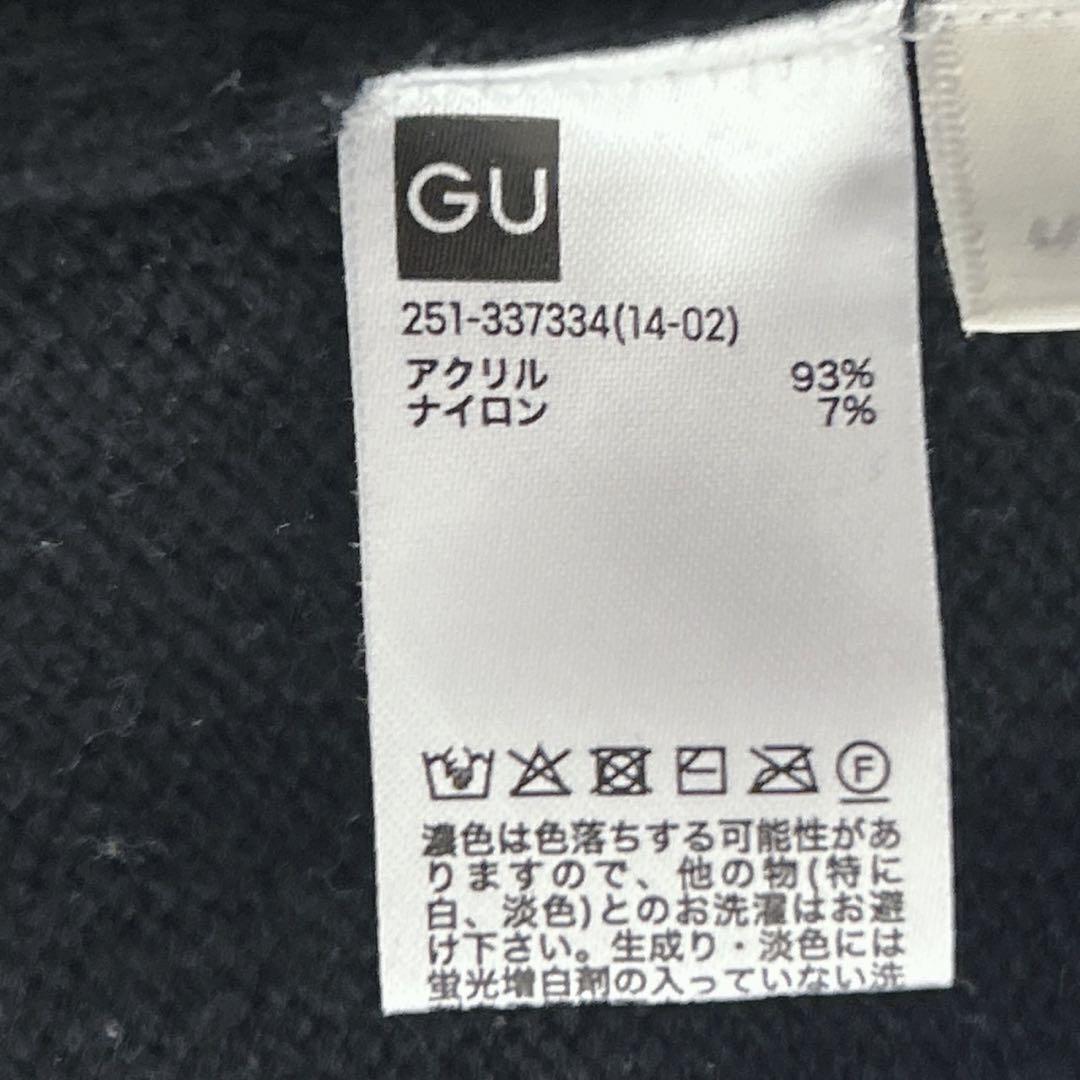 GU
251-337334(14-02)
アクリル 93%
ナイロン 7%
F
濃色は色落ちする可能性があ
りますので、他の物(特に
白、淡色)とのお洗濯はお避
け下さい。生成り・淡色には
蛍光増白剤の入っていない洗